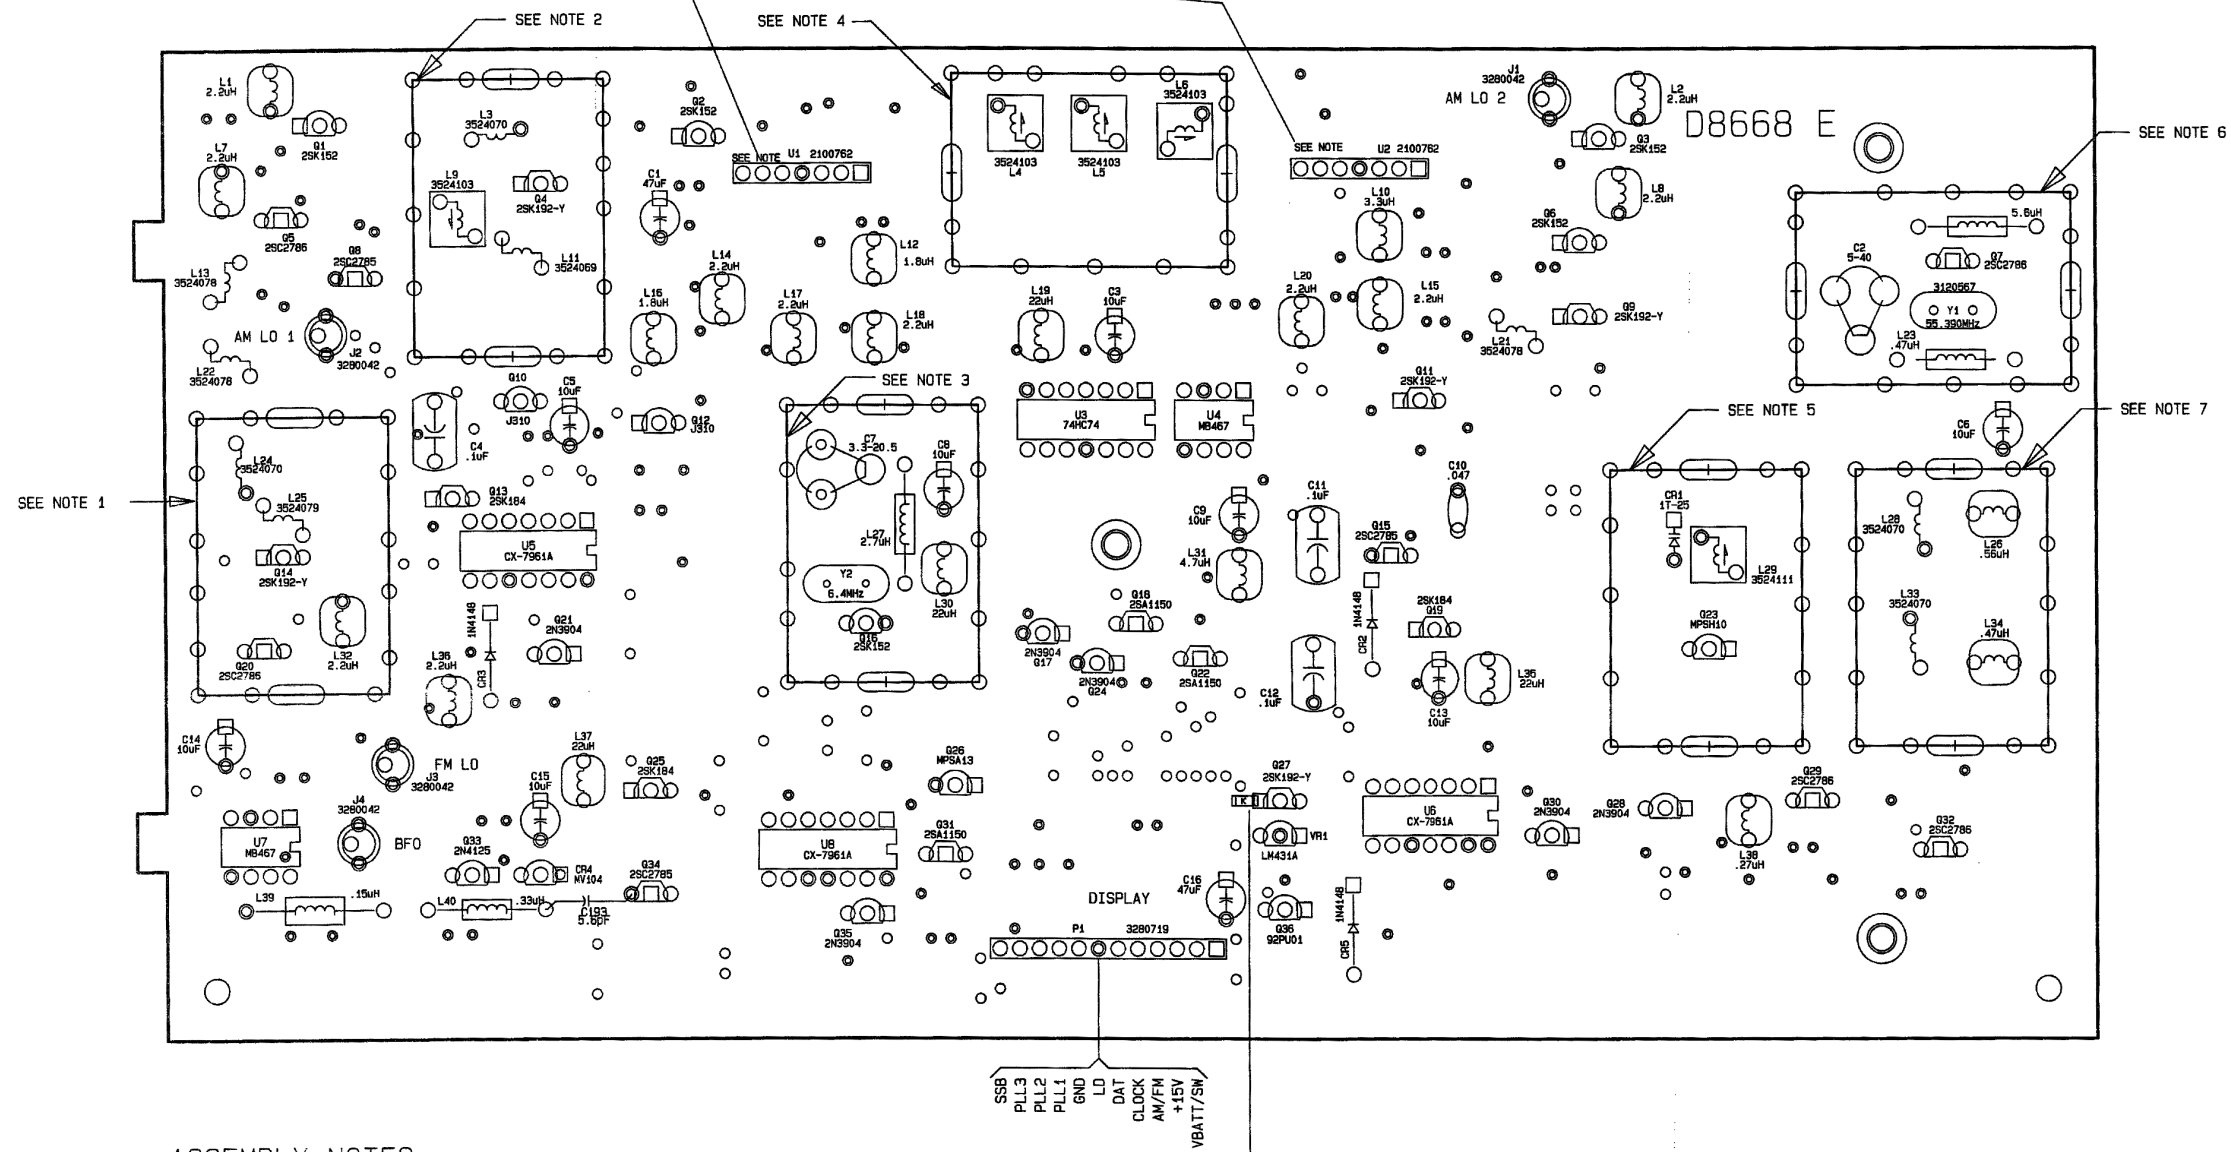 SEE NOTE 2
SEE NOTE 4
L1
2.2uH
Q1
2SK152
L3
3524070
Q2
2SK152
SEE NOTE
U1 2100762
L6
3524103
3524103
L4
3524103
L5
SEE NOTE
U2 2100762
AM LO 2
J1
3280042
L2
2.2uH
Q3
2SK152
D8668 E
SEE NOTE 6
L7
2.2uH
Q5
2SC2786
Q8
2SC2785
L9
3524103
Q4
2SK192-Y
L11
3524069
C1
47uF
L12
1.8uH
L10
3.3uH
Q6
2SK152
L8
2.2uH
5.6uH
C2
5-40
Q7
2SC2786
3120567
Y1
55.390MHz
L23
.47uH
L13
3524078
AM LO 1
J2
3280042
L22
3524078
L14
2.2uH
L16
1.8uH
L17
2.2uH
L18
2.2uH
L19
22uH
C3
10uF
L20
2.2uH
L15
2.2uH
L21
3524078
Q9
2SK192-Y
Q10
J310
C5
10uF
Q12
J310
SEE NOTE 3
U3
74HC74
U4
MB467
Q11
2SK192-Y
SEE NOTE 5
C6
10uF
SEE NOTE 7
C4
.1uF
C7
3.3-20.5
C8
10uF
SEE NOTE 1
L24
3524070
L25
3524079
Q14
2SK192-Y
Q13
2SK184
U5
CX-7961A
L27
2.7uH
Y2
6.4MHz
L30
22uH
Q16
2SK152
C9
10uF
L31
4.7uH
C11
.1uF
Q15
2SC2785
C10
.047
CR1
1T-25
L29
3524111
L28
3524070
L26
.56uH
Q20
2SC2786
L32
2.2uH
L36
2.2uH
1N4148
CR3
Q21
2N3904
2N3904
Q17
Q18
2SA1150
2N3904
Q24
Q22
2SA1150
1N4148
CR2
2SK184
Q19
Q23
MPSH10
L33
3524070
L34
.47uH
C12
.1uF
C13
10uF
L35
22uH
C14
10uF
FM LO
J3
3280042
L37
22uH
C15
10uF
Q25
2SK184
Q26
MPSA13
Q27
2SK192-Y
K
VR1
LM431A
U6
CX-7961A
Q30
2N3904
Q28
2N3904
Q29
2SC2786
L38
.27uH
Q32
2SC2786
J4
3280042
BFO
U7
MB467
Q33
2N4125
CR4
MV104
Q34
2SC2785
U8
CX-7961A
Q31
2SA1150
L39
.15uH
L40
.33uH
C193
5.6pF
Q35
2N3904
DISPLAY
P1
3280719
C16
47uF
Q36
92PU01
1N4148
CR5
SSB
PLL3
PLL2
PLL1
GND
LD
DAT
CLOCK
AM/FM
+15V
VBATT/SW
ASSEMBLY NOTES